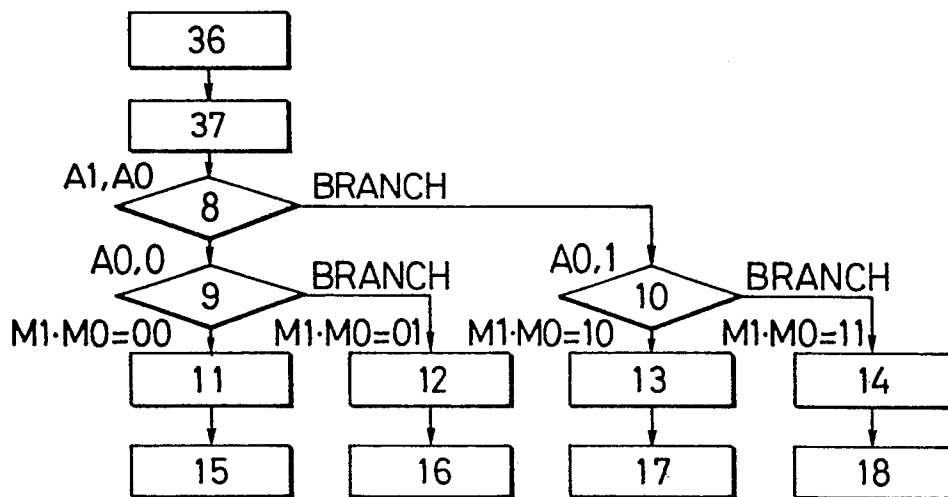 36
37
A1,A0
8
BRANCH
A0,0
9
BRANCH
A0,1
10
BRANCH
M1·M0=00
M1·M0=01
M1·M0=10
M1·M0=11
11
12
13
14
15
16
17
18